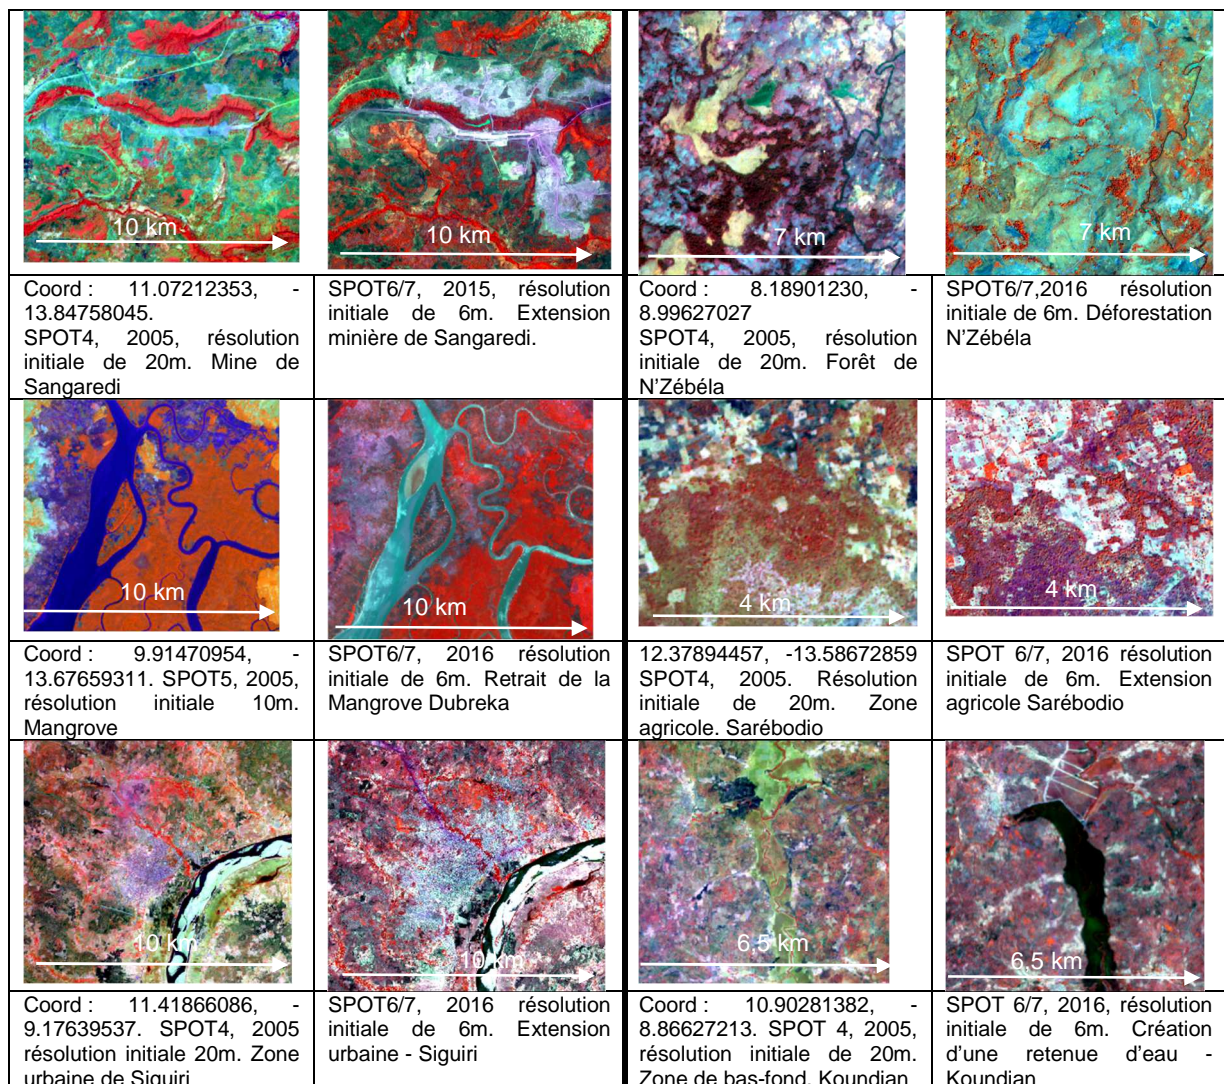 10 km
10 km
7 km
7 km
Coord : 11.07212353, -
13.84758045.
SPOT4, 2005, résolution
initiale de 20m. Mine de
Sangaredi
SPOT6/7, 2015, résolution
initiale de 6m. Extension
minière de Sangaredi.
Coord : 8.18901230, -
8.99627027
SPOT4, 2005, résolution
initiale de 20m. Forêt de
N'Zébéla
SPOT6/7,2016 résolution
initiale de 6m. Déforestation
N'Zébéla
10 km
10 km
4 km
4 km
Coord : 9.91470954, -
13.67659311. SPOT5, 2005,
résolution initiale 10m.
Mangrove
SPOT6/7, 2016 résolution
initiale de 6m. Retrait de la
Mangrove Dubreka
12.37894457, -13.58672859
SPOT4, 2005. Résolution
initiale de 20m. Zone
agricole. Sarébodio
SPOT 6/7, 2016 résolution
initiale de 6m. Extension
agricole Sarébodio
10 km
10 km
6,5 km
6,5 km
Coord : 11.41866086, -
9.17639537. SPOT4, 2005
résolution initiale 20m. Zone
urbaine de Siguiri
SPOT6/7, 2016 résolution
initiale de 6m. Extension
urbaine - Siguiri
Coord : 10.90281382, -
8.86627213. SPOT 4, 2005,
résolution initiale de 20m.
Zone de bas-fond. Koundian
SPOT 6/7, 2016, résolution
initiale de 6m. Création
d'une retenue d'eau -
Koundian